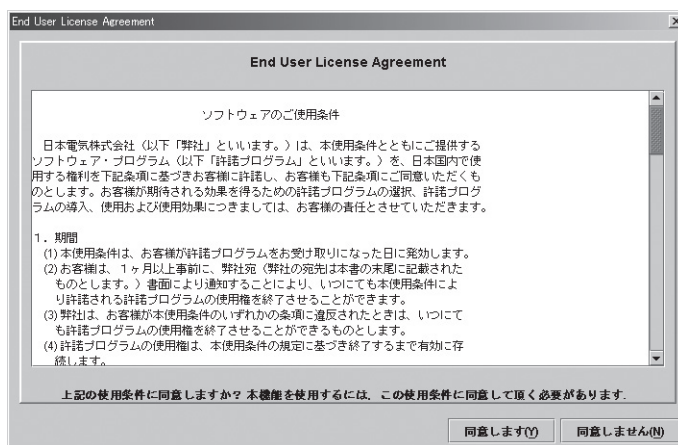 End User License Agreement
End User License Agreement
ソフトウェアのご使用条件
日本電気株式会社（以下「弊社」といいます。）は、本使用条件とともにご提供する
ソフトウェア・プログラム（以下「許諾プログラム」といいます。）を、日本国内で使
用する権利を下記条項に基づきお客様に許諾し、お客様も下記条項にご同意いただくも
のとします。お客様が期待される効果を得るための許諾プログラムの選択、許諾プログ
ラムの導入、使用および使用効果につきましては、お客様の責任とさせていただきます。
１．期間
(1)本使用条件は、お客様が許諾プログラムをお受け取りになった日に発効します。
(2)お客様は、１ヶ月以上事前に、弊社宛（弊社の宛先は本書の末尾に記載された
ものとします。）書面により通知することにより、いつにても本使用条件によ
り許諾される許諾プログラムの使用権を終了させることができます。
(3)弊社は、お客様が本使用条件のいずれかの条項に違反されたときは、いつにて
も許諾プログラムの使用権を終了させることができるものとします。
(4)許諾プログラムの使用権は、本使用条件の規定に基づき終了するまで有効に存
続します。
上記の使用条件に同意しますか？本機能を使用するには、この使用条件に同意して頂く必要があります.
同意します(Y) 同意しません(N)